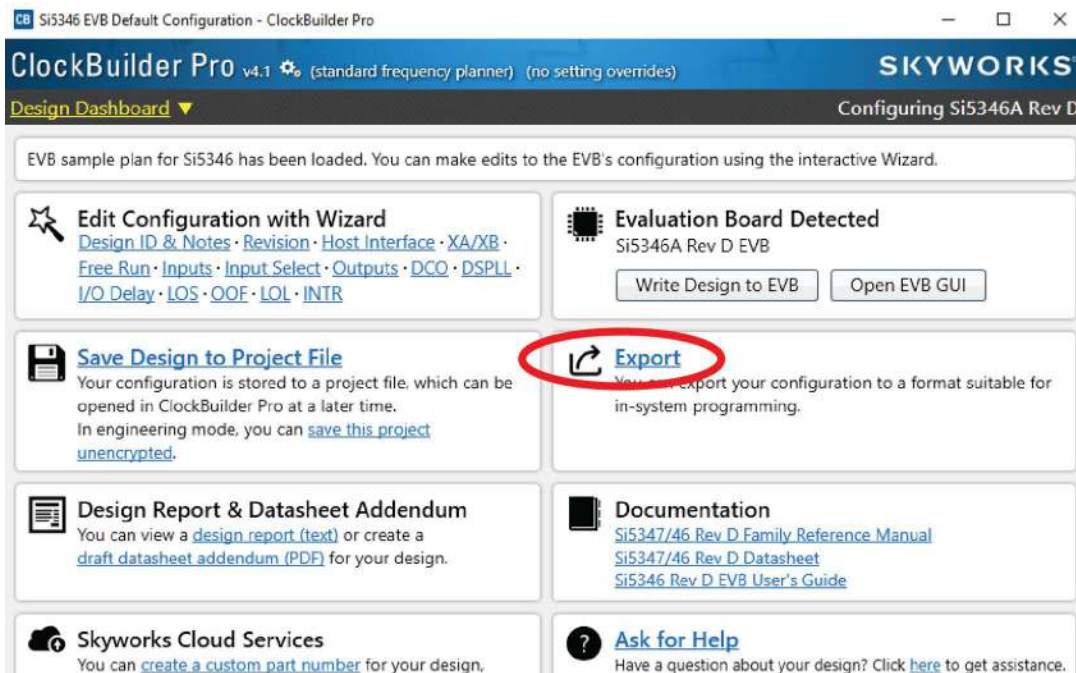 CB Si5346 EVB Default Configuration - ClockBuilder Pro
ClockBuilder Pro v4.1 (standard frequency planner) (no setting overrides)
SKYWORKS
Design Dashboard ▼
Configuring Si5346A Rev D
EVB sample plan for Si5346 has been loaded. You can make edits to the EVB's configuration using the interactive Wizard.
Edit Configuration with Wizard
Design ID & Notes · Revision · Host Interface · XA/XB ·
Free Run · Inputs · Input Select · Outputs · DCO · DSPLL ·
I/O Delay · LOS · OOF · LOL · INTR
Evaluation Board Detected
Si5346A Rev D EVB
Write Design to EVB
Open EVB GUI
Save Design to Project File
Your configuration is stored to a project file, which can be
opened in ClockBuilder Pro at a later time.
In engineering mode, you can save this project
unencrypted.
Export
You can export your configuration to a format suitable for
in-system programming.
Design Report & Datasheet Addendum
You can view a design report (text) or create a
draft datasheet addendum (PDF) for your design.
Documentation
Si5347/46 Rev D Family Reference Manual
Si5347/46 Rev D Datasheet
Si5346 Rev D EVB User's Guide
Skyworks Cloud Services
You can create a custom part number for your design,
? Ask for Help
Have a question about your design? Click here to get assistance.